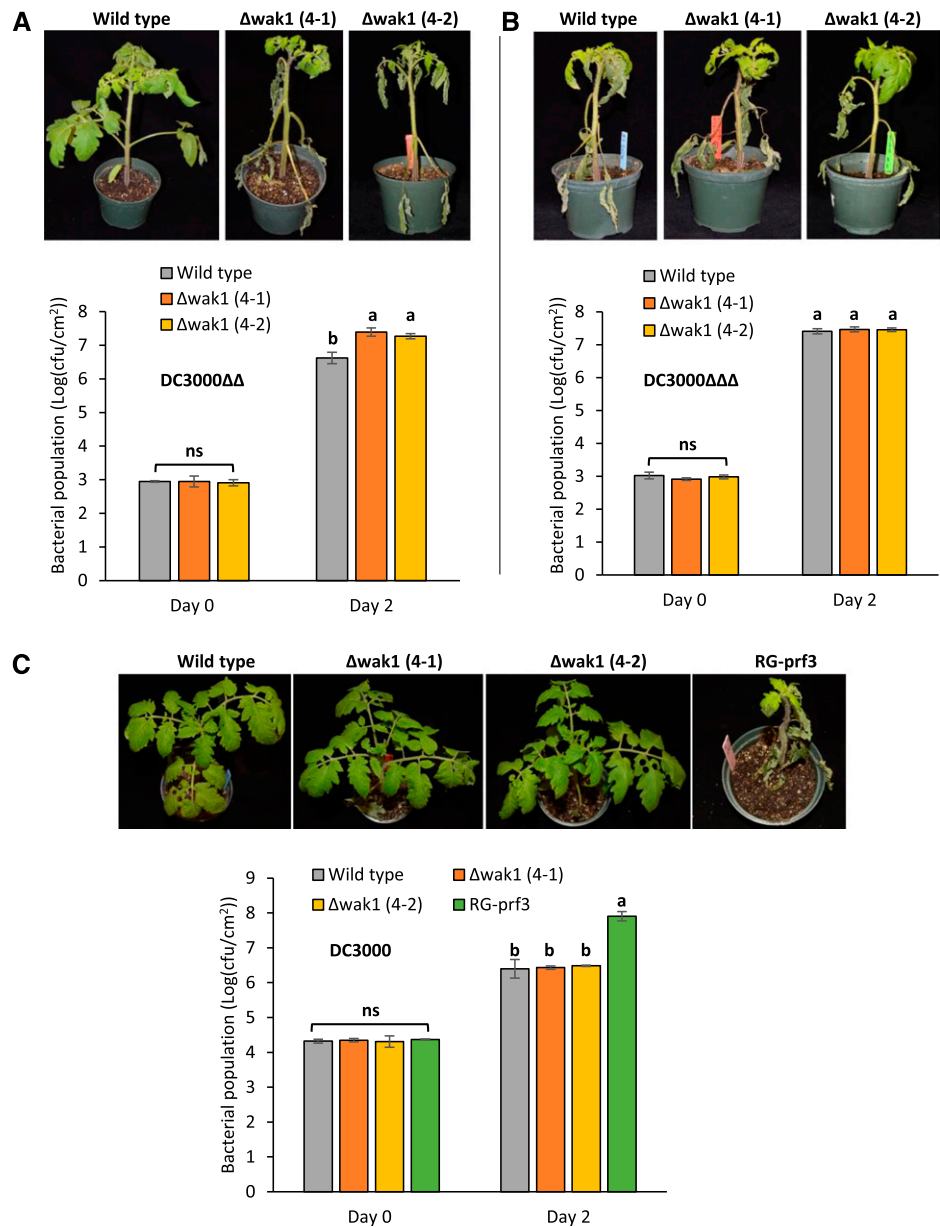 A
Wild type
Δwak1 (4-1)
Δwak1 (4-2)
Wild type
Δwak1 (4-1)
Δwak1 (4-2)
Bacterial population (Log(cfu/cm²))
8
7
6
5
4
3
2
1
0
DC3000ΔΔ
ns
b
a
a
Day 0
Day 2
B
Wild type
Δwak1 (4-1)
Δwak1 (4-2)
Wild type
Δwak1 (4-1)
Δwak1 (4-2)
Bacterial population (Log(cfu/cm²))
8
7
6
5
4
3
2
1
0
DC3000ΔΔΔ
ns
a
a
a
Day 0
Day 2
C
Wild type
Δwak1 (4-1)
Δwak1 (4-2)
RG-prf3
Wild type
Δwak1 (4-1)
Δwak1 (4-2)
RG-prf3
Bacterial population (Log(cfu/cm²))
9
8
7
6
5
4
3
2
1
0
DC3000
ns
b
b
b
a
Day 0
Day 2